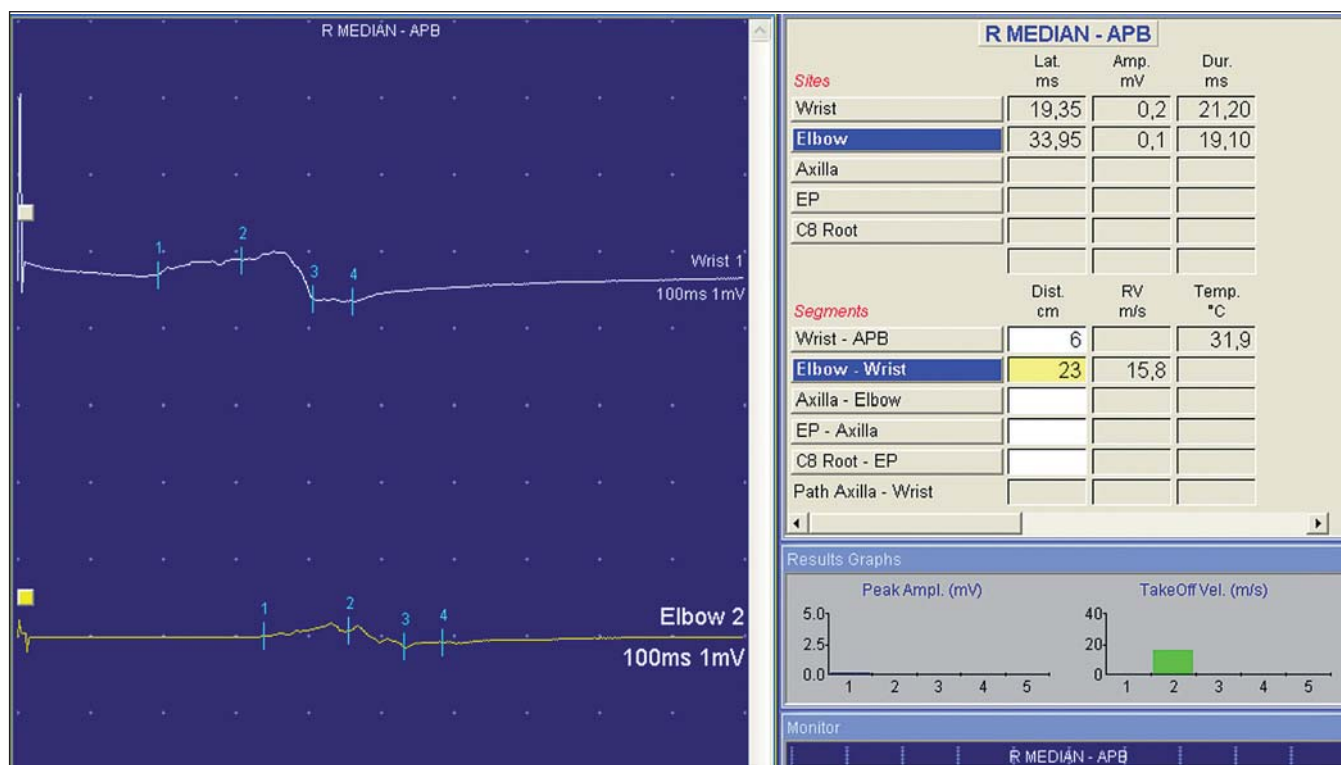 R MEDIAN - APB
1
2
3
4
Wrist 1
100ms 1mV
1
2
3
4
Elbow 2
100ms 1mV
R MEDIAN - APB
Sites Lat. ms Amp. mV Dur. ms
Wrist 19,35 0,2 21,20
Elbow 33,95 0,1 19,10
Axilla
EP
C8 Root
Segments Dist. cm RV m/s Temp. °C
Wrist - APB 6 31,9
Elbow - Wrist 23 15,8
Axilla - Elbow
EP - Axilla
C8 Root - EP
Path Axilla - Wrist
Results Graphs
Peak Ampl. (mV) TakeOff Vel. (m/s)
5.0 40
2.5 20
0.0 0
1 2 3 4 5 1 2 3 4 5
Monitor
R MEDIAN - APB